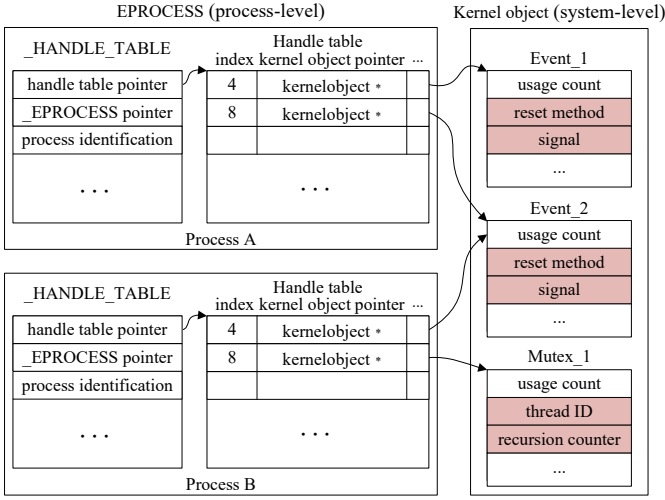 EPROCESS (process-level)
Kernel object (system-level)
_HANDLE_TABLE
Handle table
index kernel object pointer ...
handle table pointer
_EPROCESS pointer
process identification
...
4 kernelobject *
8 kernelobject *
...
Process A
_HANDLE_TABLE
Handle table
index kernel object pointer ...
handle table pointer
_EPROCESS pointer
process identification
...
4 kernelobject *
8 kernelobject *
...
Process B
Event_1
usage count
reset method
signal
...
Event_2
usage count
reset method
signal
...
Mutex_1
usage count
thread ID
recursion counter
...